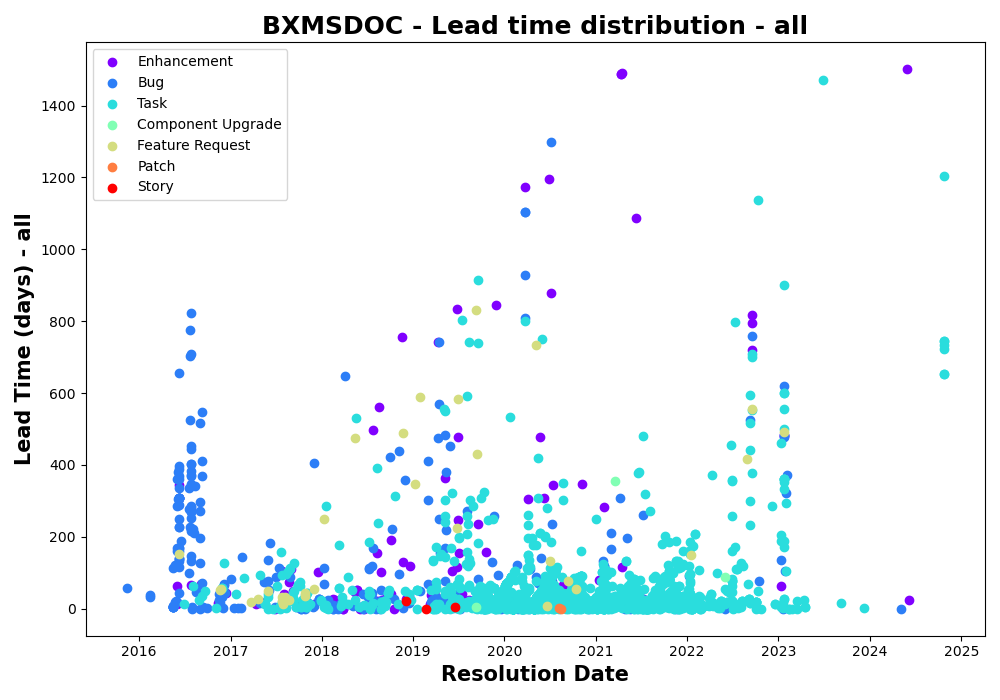 BXMSDOC - Lead time distribution - all
Enhancement
Bug
Task
Component Upgrade
Feature Request
Patch
Story
Lead Time (days) - all
1400
1200
1000
800
600
400
200
0
2016 2017 2018 2019 2020 2021 2022 2023 2024 2025
Resolution Date